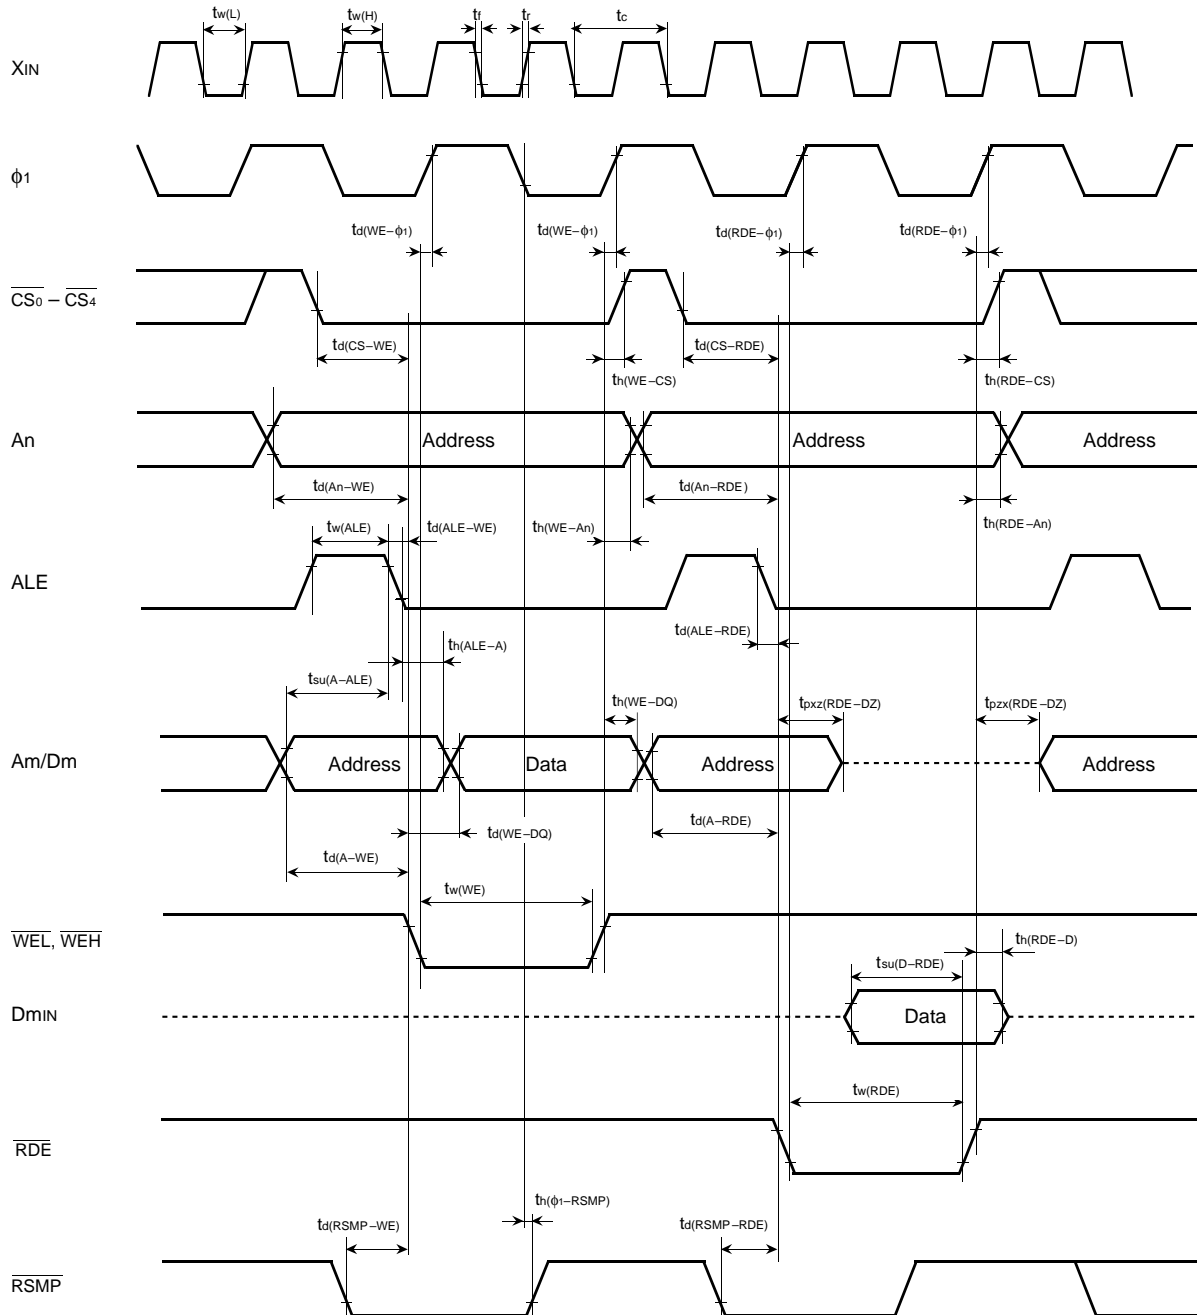 tw(L) tw(H) tf tr tc
XIN
ϕ1
td(WE–ϕ1) td(WE–ϕ1) td(RDE–ϕ1) td(RDE–ϕ1)
CS0 – CS4
td(CS–WE) td(CS–RDE)
th(WE–CS) th(RDE–CS)
An Address Address Address
td(An–WE) td(An–RDE)
tw(ALE) td(ALE–WE) th(WE–An) th(RDE–An)
ALE
td(ALE–RDE)
th(ALE–A)
tsu(A–ALE) th(WE–DQ) tpxz(RDE–DZ) tpzx(RDE–DZ)
Am/Dm Address Data Address Address
td(WE–DQ) td(A–RDE)
td(A–WE)
tw(WE)
WEL, WEH
th(RDE–D)
tsu(D–RDE)
DmIN Data
tw(RDE)
RDE
th(ϕ1–RSMP)
td(RSMP–WE) td(RSMP–RDE)
RSMP